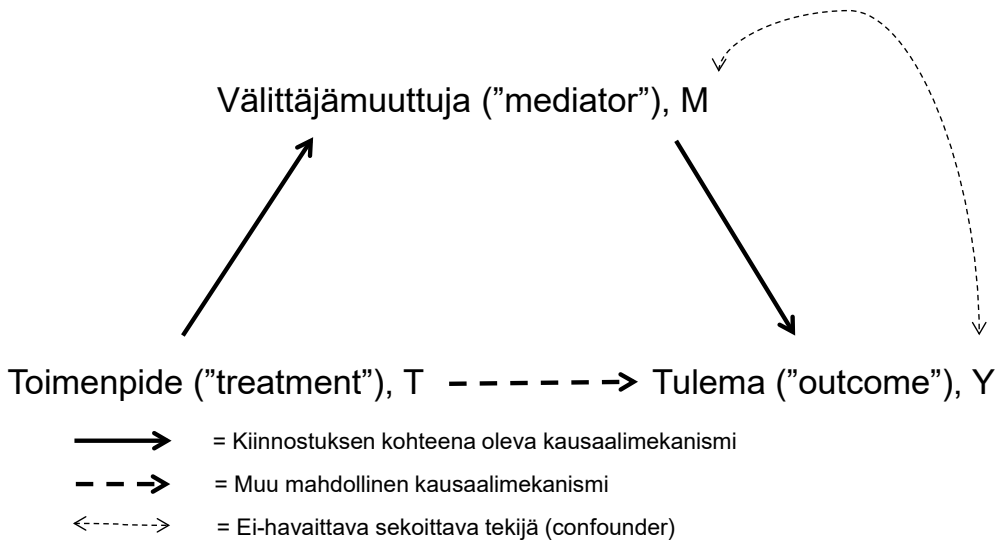 Välittäjämuuttuja (”mediator”), M
Toimenpide (”treatment”), T
Tulema (”outcome”), Y
= Kiinnostuksen kohteena oleva kausaalimekanismi
= Muu mahdollinen kausaalimekanismi
= Ei-havaittava sekoittava tekijä (confounder)